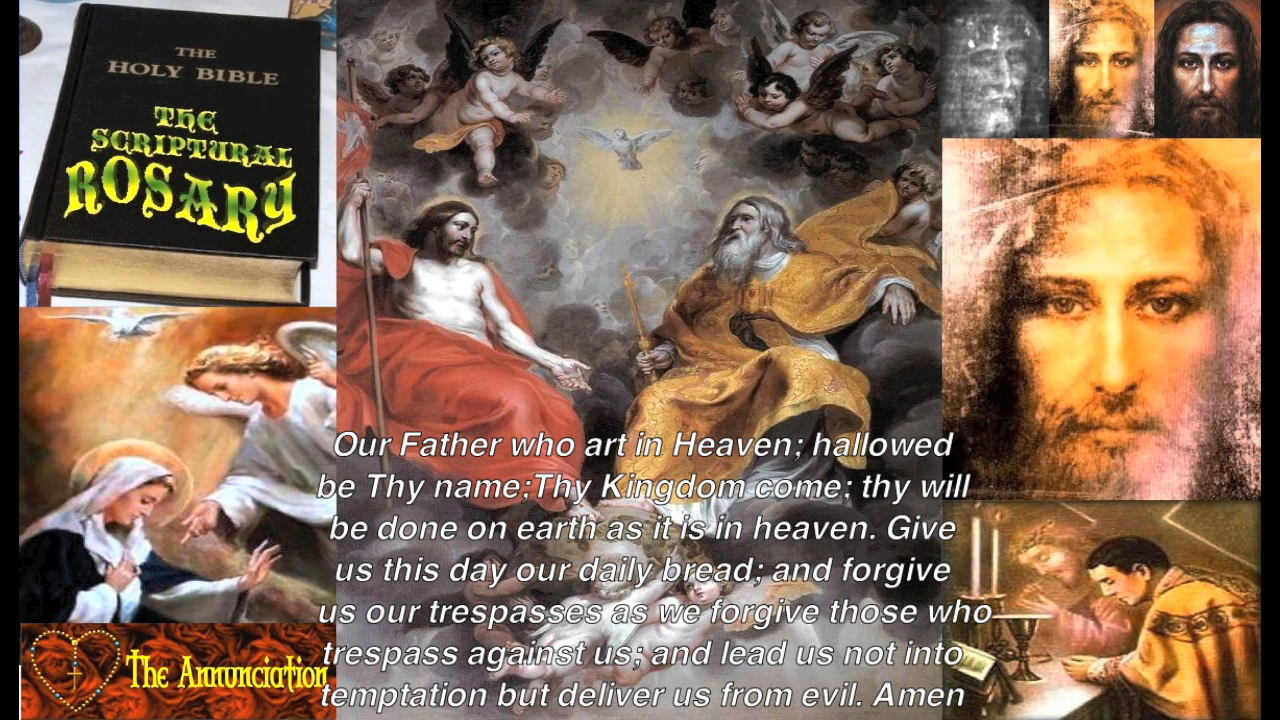 THE
HOLY BIBLE
THE
SCRIPTURAL
ROSARY
Our Father who art in Heaven; hallowed
be Thy name;Thy Kingdom come; thy will
be done on earth as it is in heaven. Give
us this day our daily bread; and forgive
us our trespasses as we forgive those who
trespass against us; and lead us not into
temptation but deliver us from evil. Amen
The Annunciation